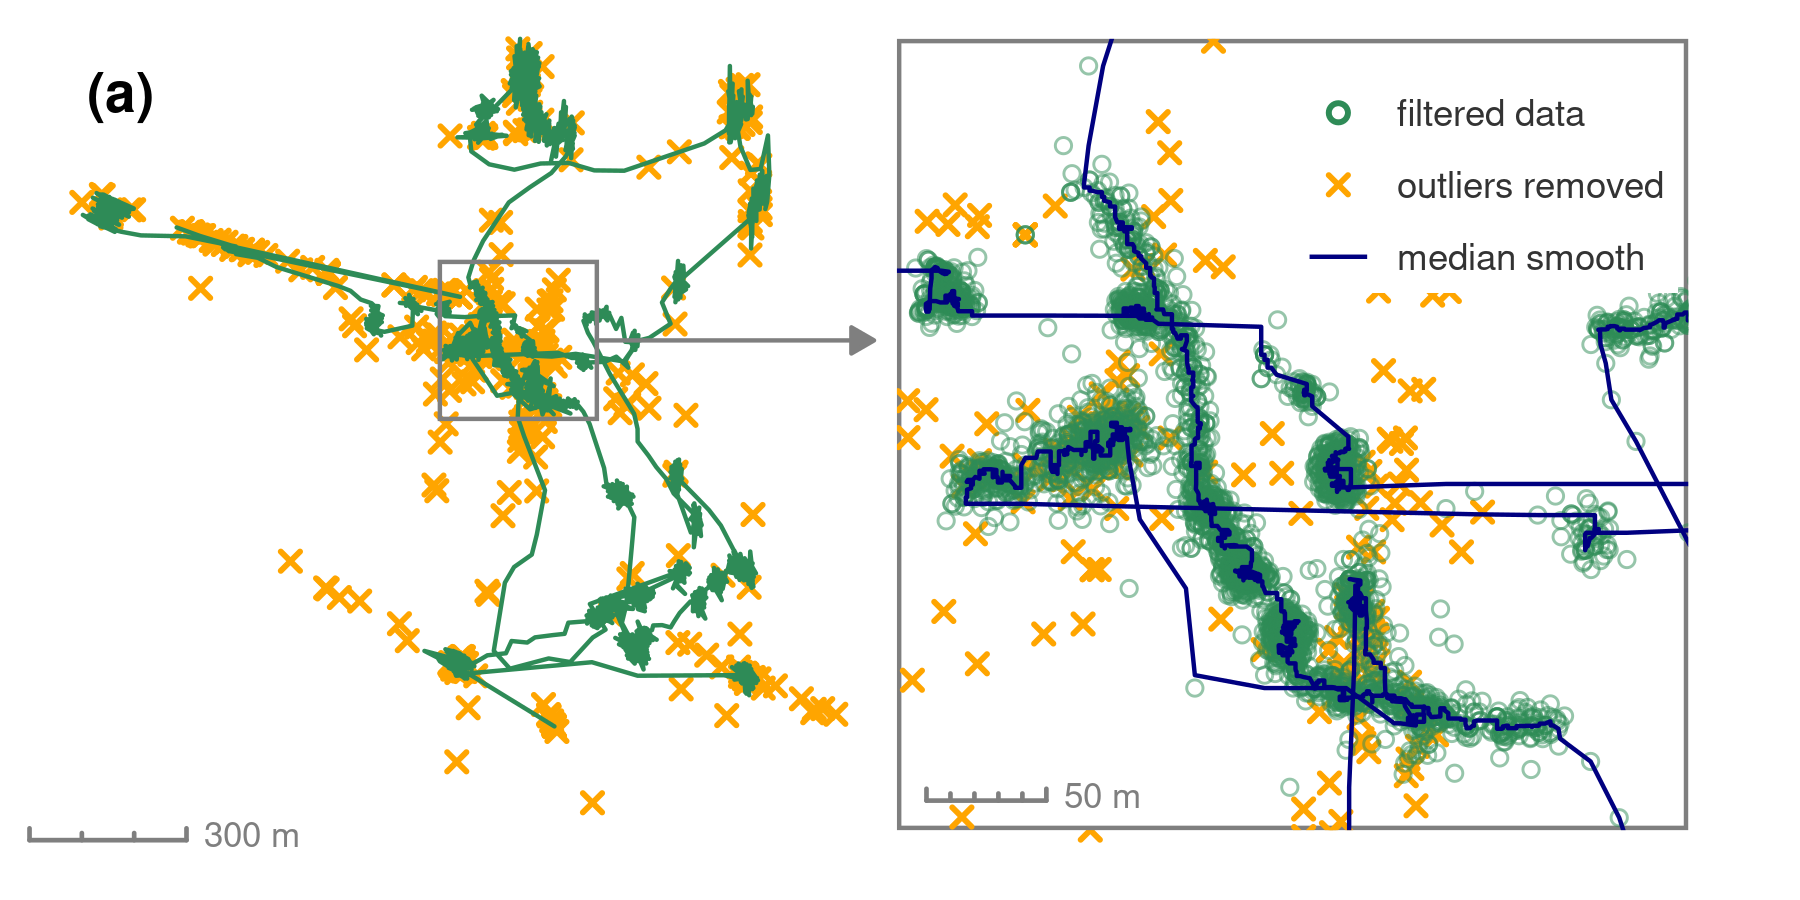 (a)
filtered data
outliers removed
median smooth
50 m
300 m